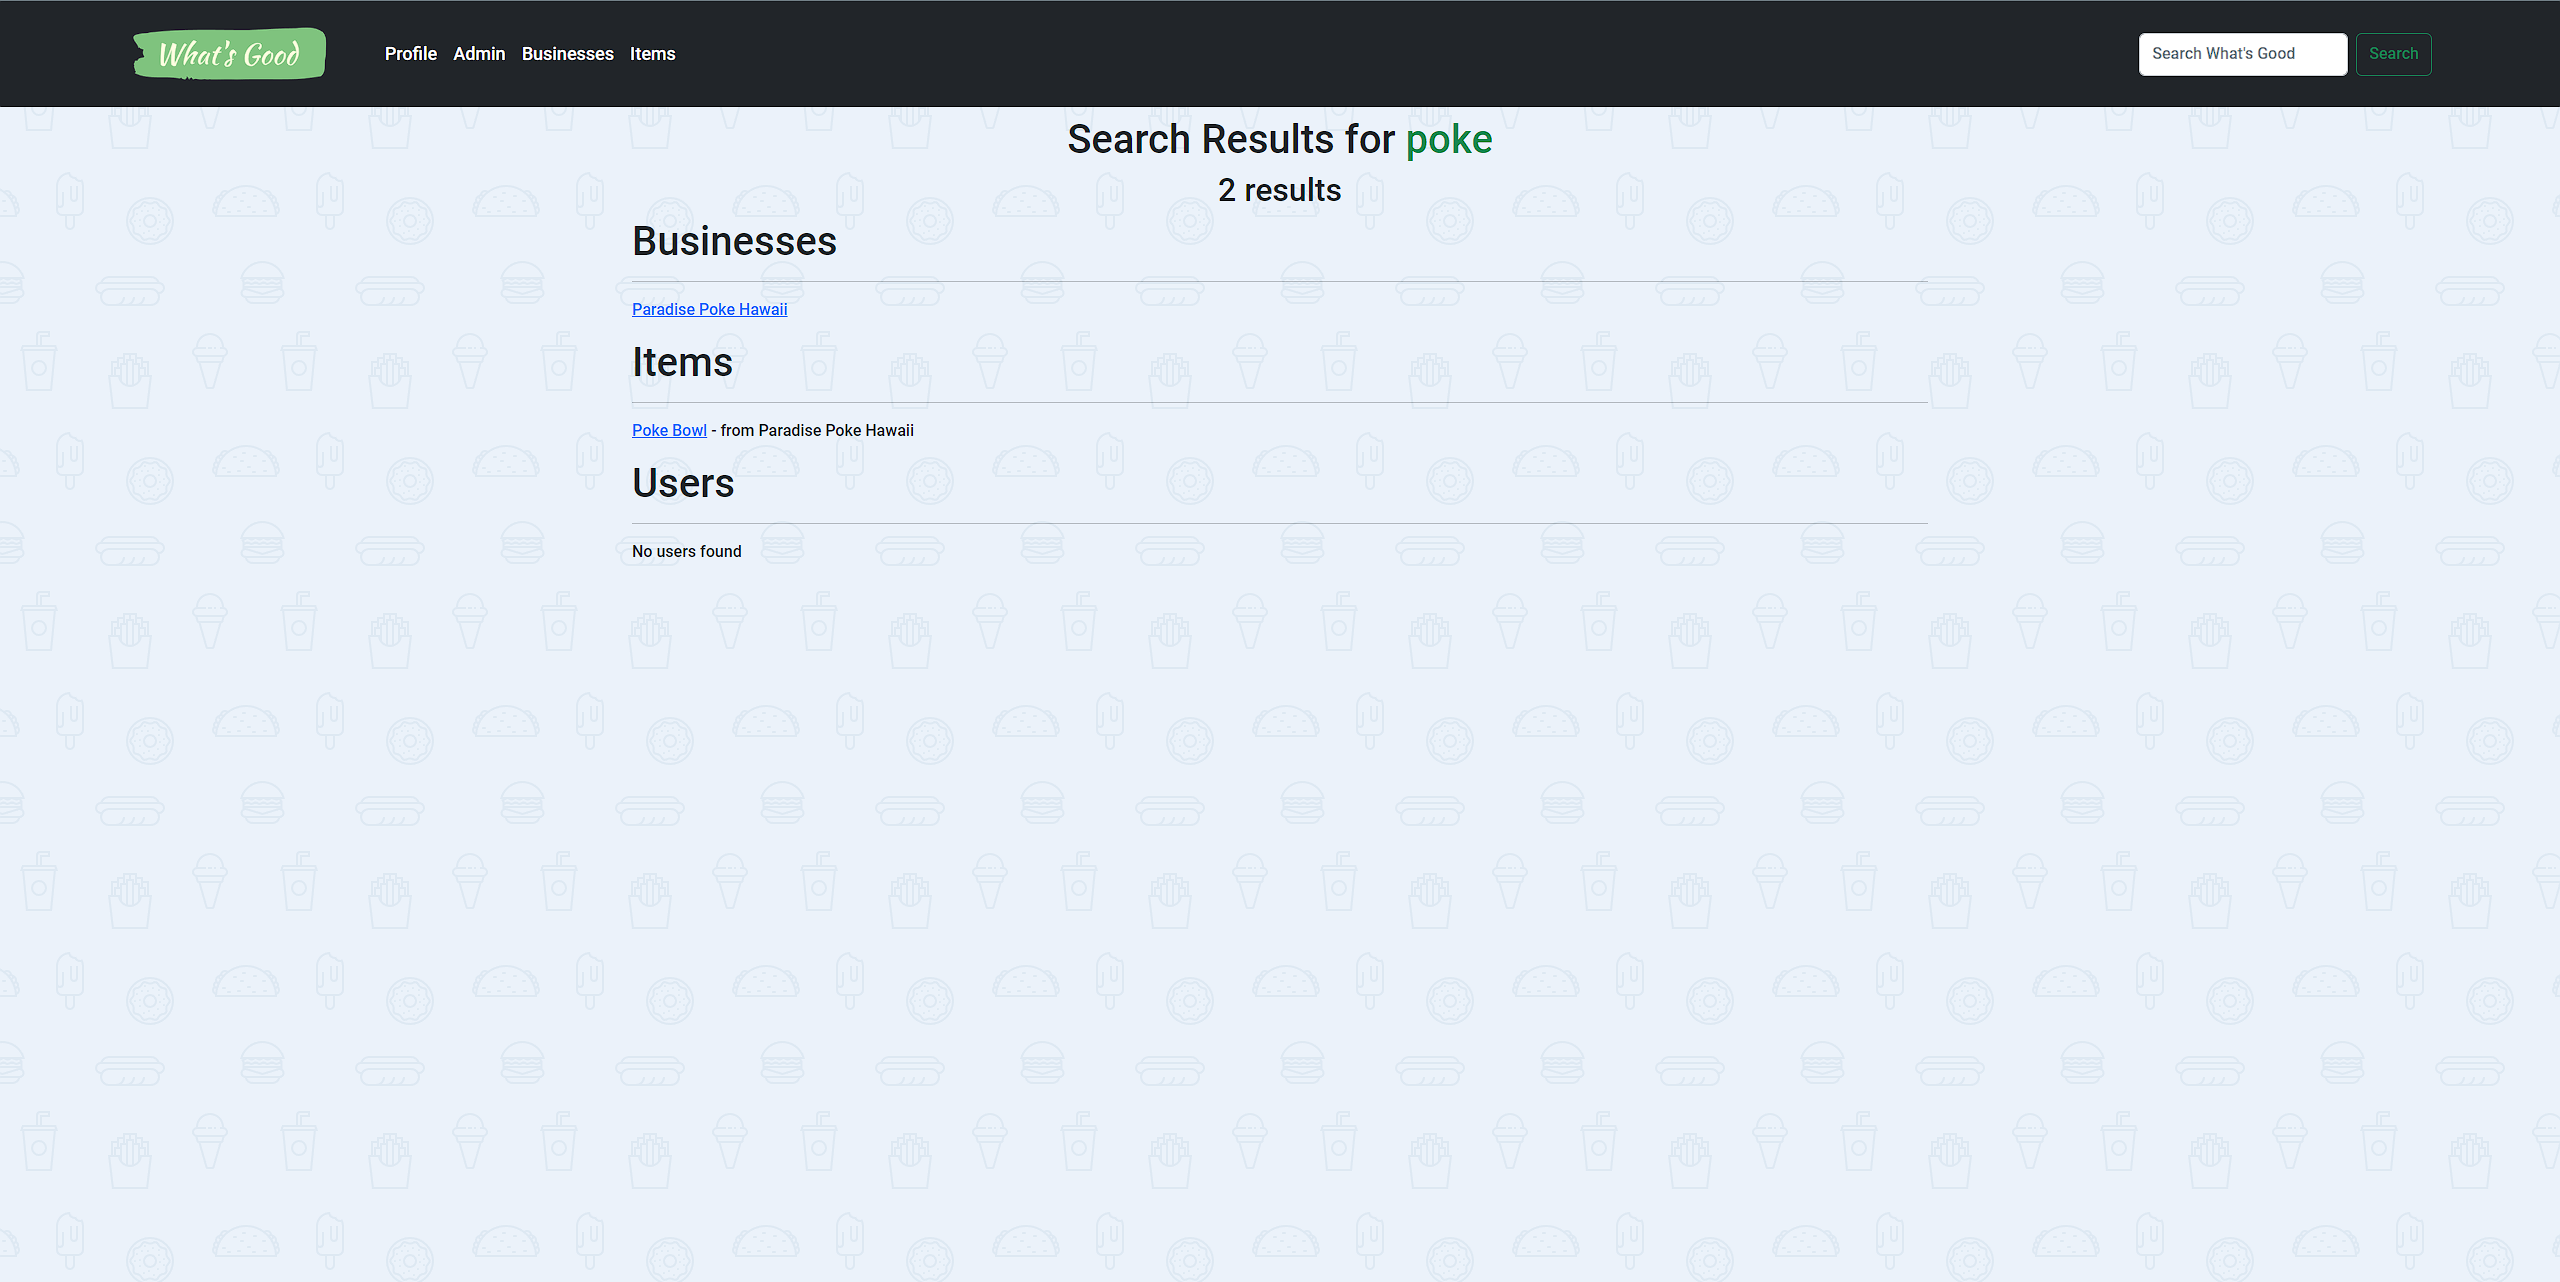 What's Good
Profile Admin Businesses Items
Search What's Good Search
Search Results for poke
2 results
Businesses
Paradise Poke Hawaii
Items
Poke Bowl - from Paradise Poke Hawaii
Users
No users found